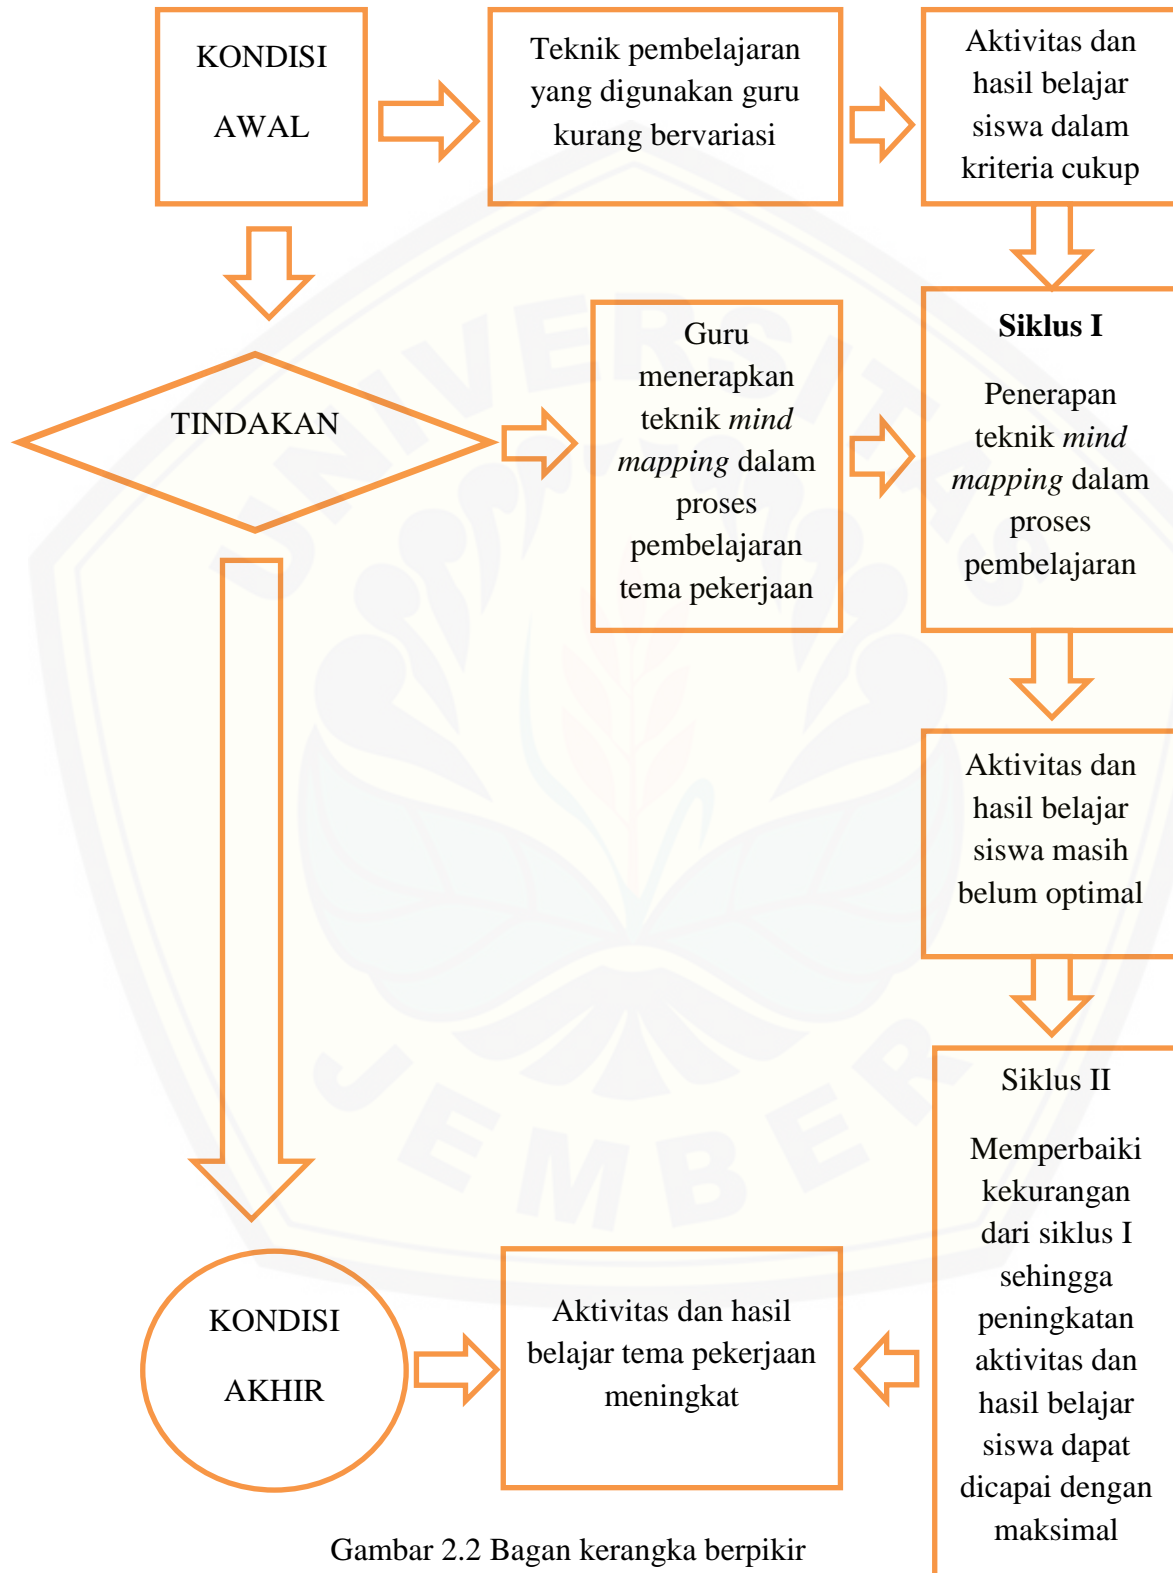 KONDISI
AWAL
Teknik pembelajaran
yang digunakan guru
kurang bervariasi
Aktivitas dan
hasil belajar
siswa dalam
kriteria cukup
TINDAKAN
Guru
menerapkan
teknik mind
mapping dalam
proses
pembelajaran
tema pekerjaan
Siklus I
Penerapan
teknik mind
mapping dalam
proses
pembelajaran
Aktivitas dan
hasil belajar
siswa masih
belum optimal
Siklus II
Memperbaiki
kekurangan
dari siklus I
sehingga
peningkatan
aktivitas dan
hasil belajar
siswa dapat
dicapai dengan
maksimal
KONDISI
AKHIR
Aktivitas dan hasil
belajar tema pekerjaan
meningkat
Gambar 2.2 Bagan kerangka berpikir
UNIVERSITAS
JEMBER